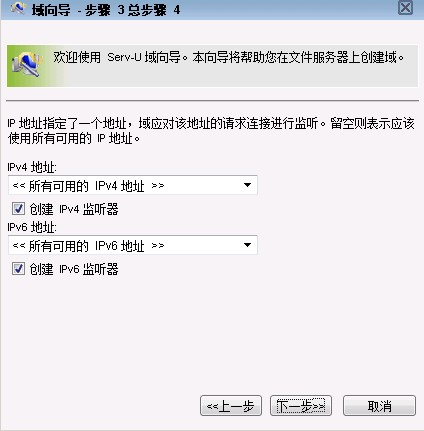 域向导 - 步骤 3 总步骤 4
欢迎使用 Serv-U 域向导。本向导将帮助您在文件服务器上创建域。
IP 地址指定了一个地址，域应对该地址的请求连接进行监听。留空则表示应该
使用所有可用的 IP 地址。
IPv4 地址:
<< 所有可用的 IPv4 地址 >>
创建 IPv4 监听器
IPv6 地址:
<< 所有可用的 IPv6 地址 >>
创建 IPv6 监听器
<<上一步 下一步>> 取消